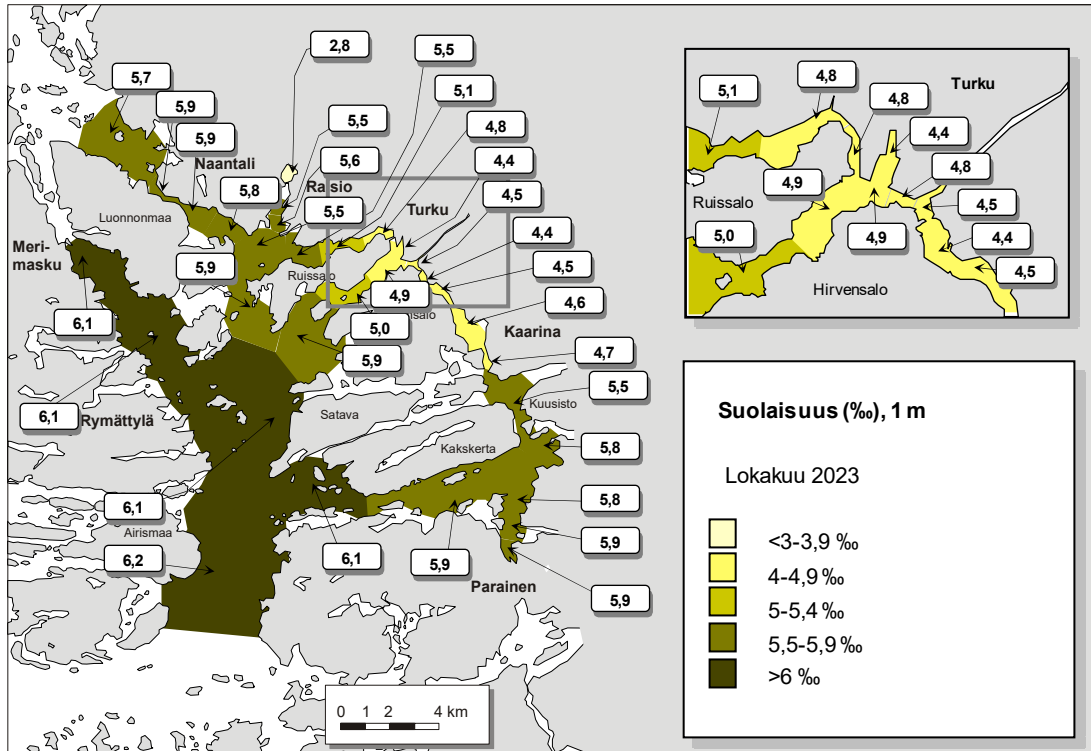 2,8
5,5
5,7
5,1
5,9
4,8
5,5
5,9
4,4
Naantali
5,6
Raisio
4,5
5,8
5,5
Turku
4,4
Luonnonmaa
Meri-
masku
5,9
Ruissalo
4,5
4,9
4,6
6,1
5,0
Kaarina
5,9
4,7
6,1
Rymättylä
Satava
5,5
Kuusisto
Kakskerta
5,8
6,1
5,8
Airismaa
6,2
6,1
5,9
5,9
Parainen
5,9
0 1 2 4 km
4,8
Turku
5,1
4,8
4,4
4,9
4,8
Ruissalo
4,5
5,0
4,9
4,4
Hirvensalo
4,5
Suolaisuus (‰), 1 m
Lokakuu 2023
<3-3,9 ‰
4-4,9 ‰
5-5,4 ‰
5,5-5,9 ‰
>6 ‰